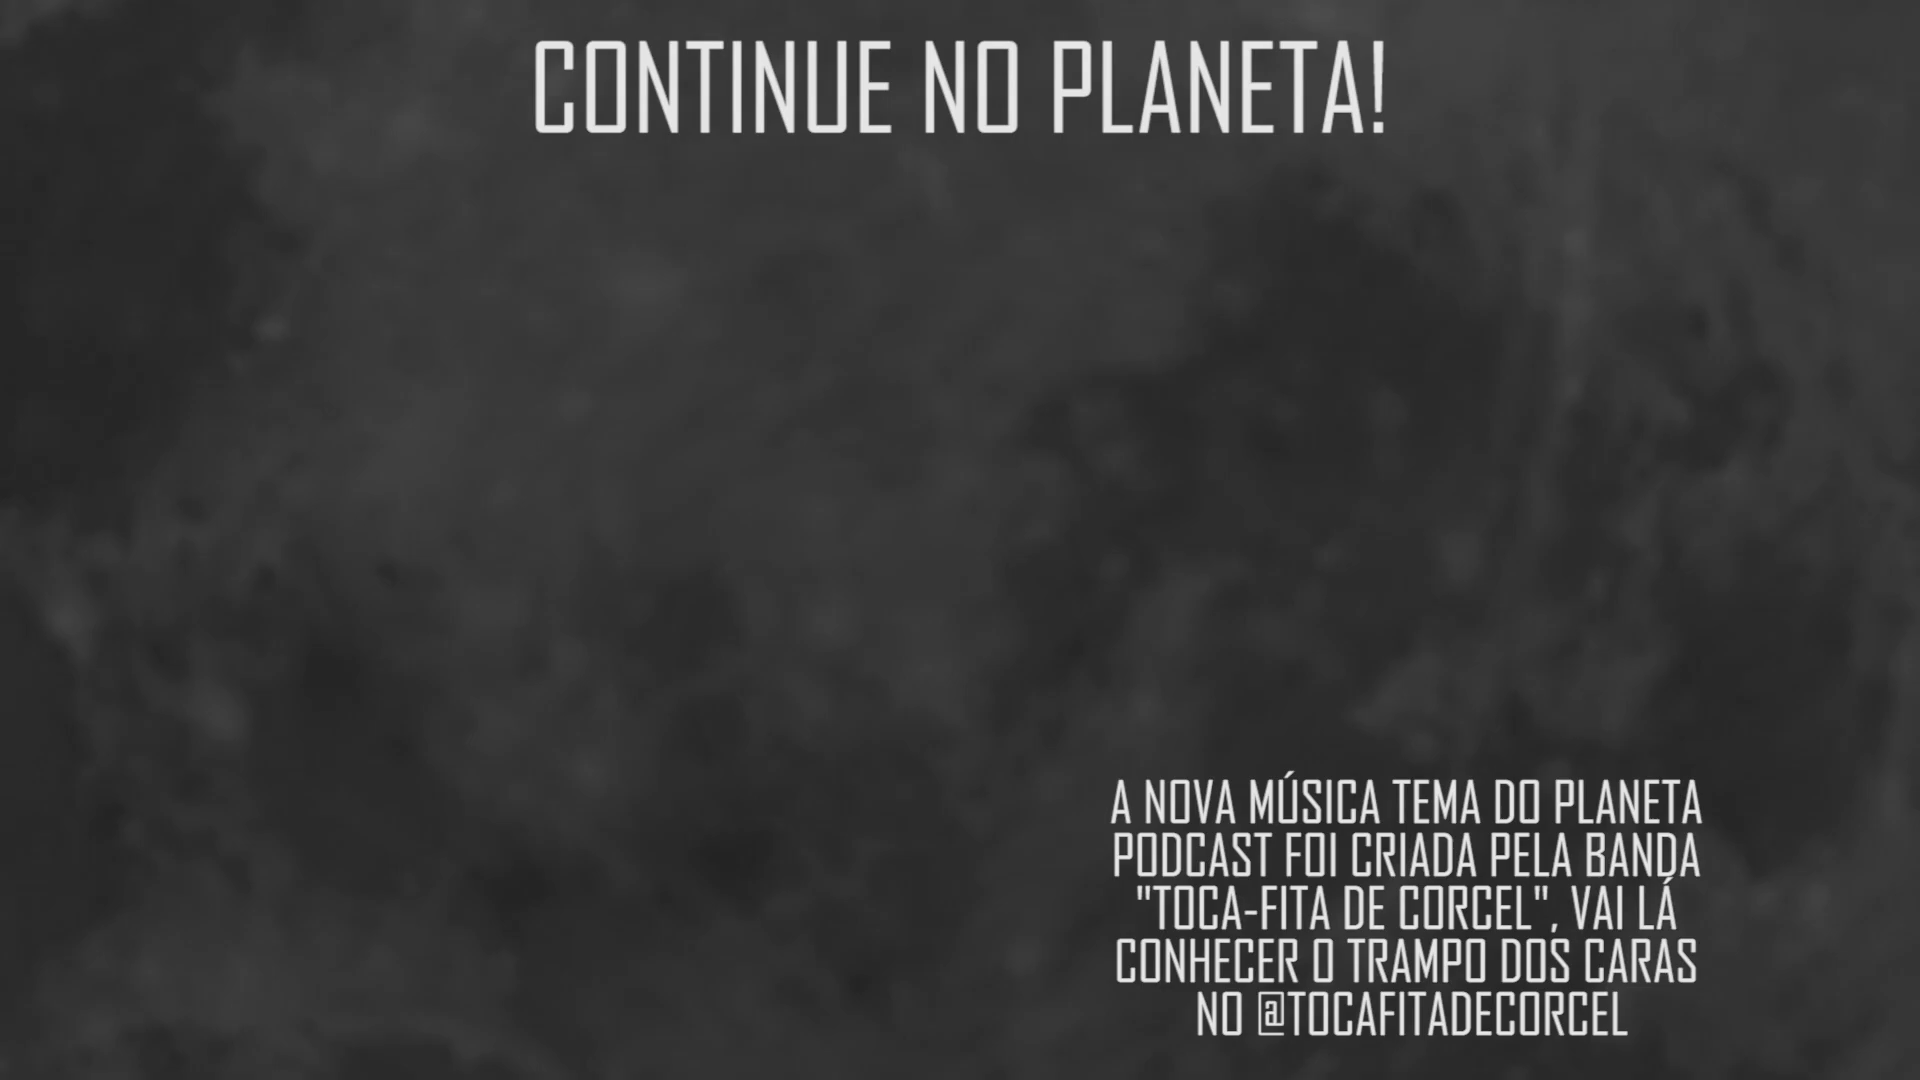 CONTINUE NO PLANETA!
A NOVA MÚSICA TEMA DO PLANETA
PODCAST FOI CRIADA PELA BANDA
"TOCA-FITA DE CORCEL", VAI LÁ
CONHECER O TRAMPO DOS CARAS
NO @TOCAFITADECORCEL